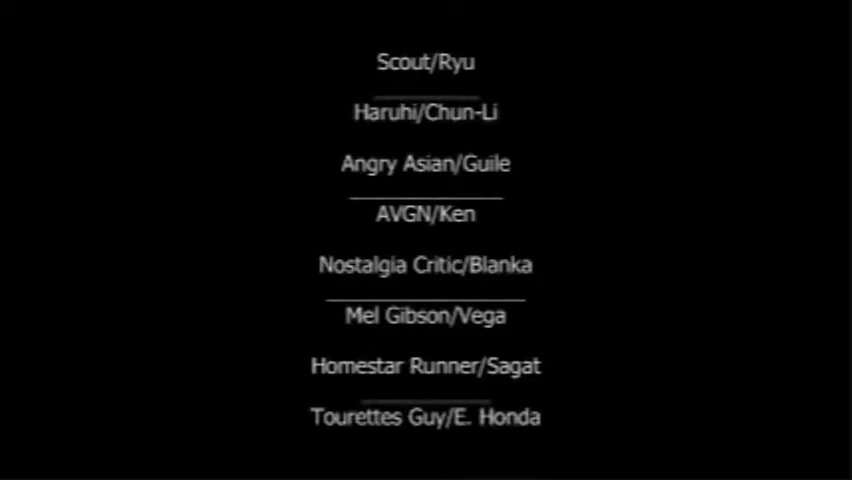 Scout/Ryu
Haruhi/Chun-Li
Angry Asian/Guile
AVGN/Ken
Nostalgia Critic/Blanka
Mel Gibson/Vega
Homestar Runner/Sagat
Tourettes Guy/E. Honda